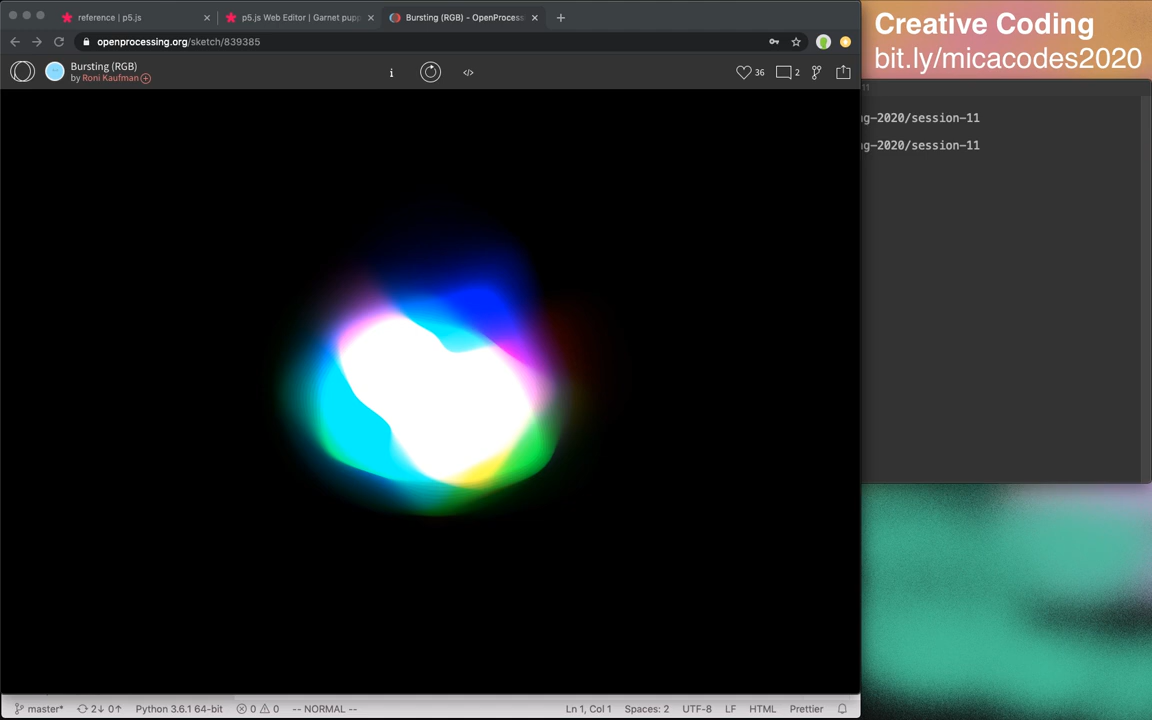 reference | p5.js
p5.js Web Editor | Garnet pupp
Bursting (RGB) - OpenProcess
openprocessing.org/sketch/839385
Bursting (RGB)
by Roni Kaufman
36
2
Creative Coding
bit.ly/micacodes2020
11
ng-2020/session-11
ng-2020/session-11
master*
2↓ 0↑
Python 3.6.1 64-bit
0
0
-- NORMAL --
Ln 1, Col 1
Spaces: 2
UTF-8
LF
HTML
Prettier